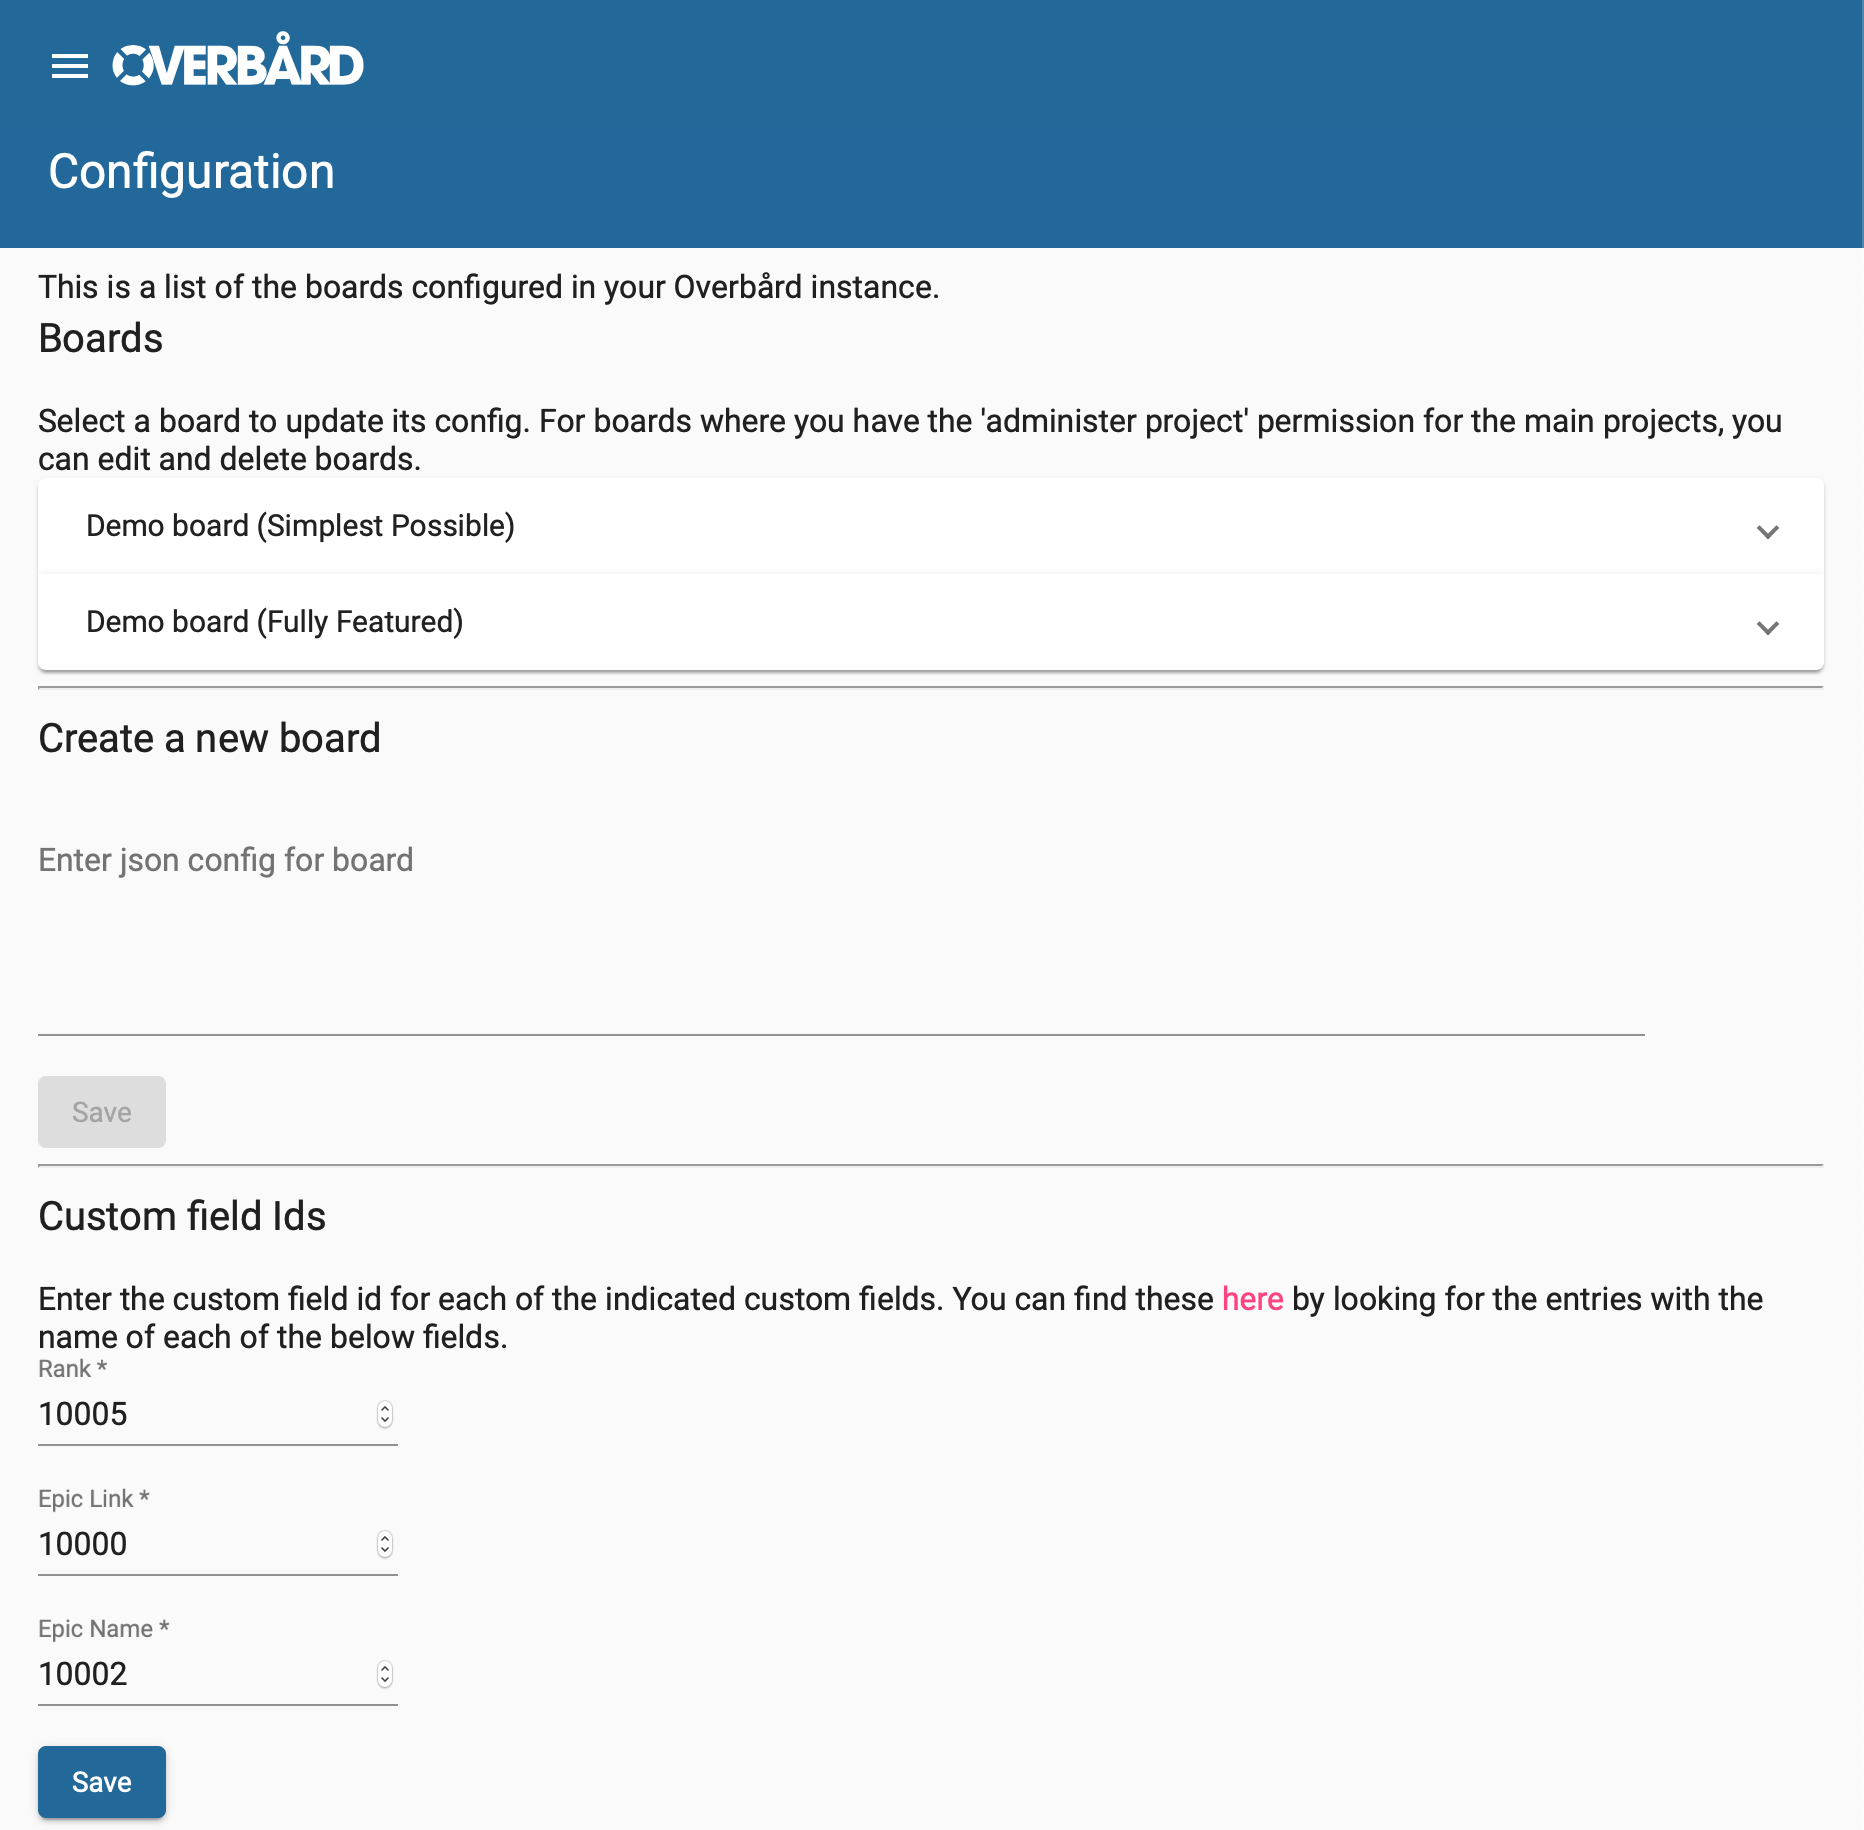 OVERBÅRD
Configuration
This is a list of the boards configured in your Overbård instance.
Boards
Select a board to update its config. For boards where you have the 'administer project' permission for the main projects, you
can edit and delete boards.
Demo board (Simplest Possible)
Demo board (Fully Featured)
Create a new board
Enter json config for board
Save
Custom field Ids
Enter the custom field id for each of the indicated custom fields. You can find these here by looking for the entries with the
name of each of the below fields.
Rank *
10005
Epic Link *
10000
Epic Name *
10002
Save